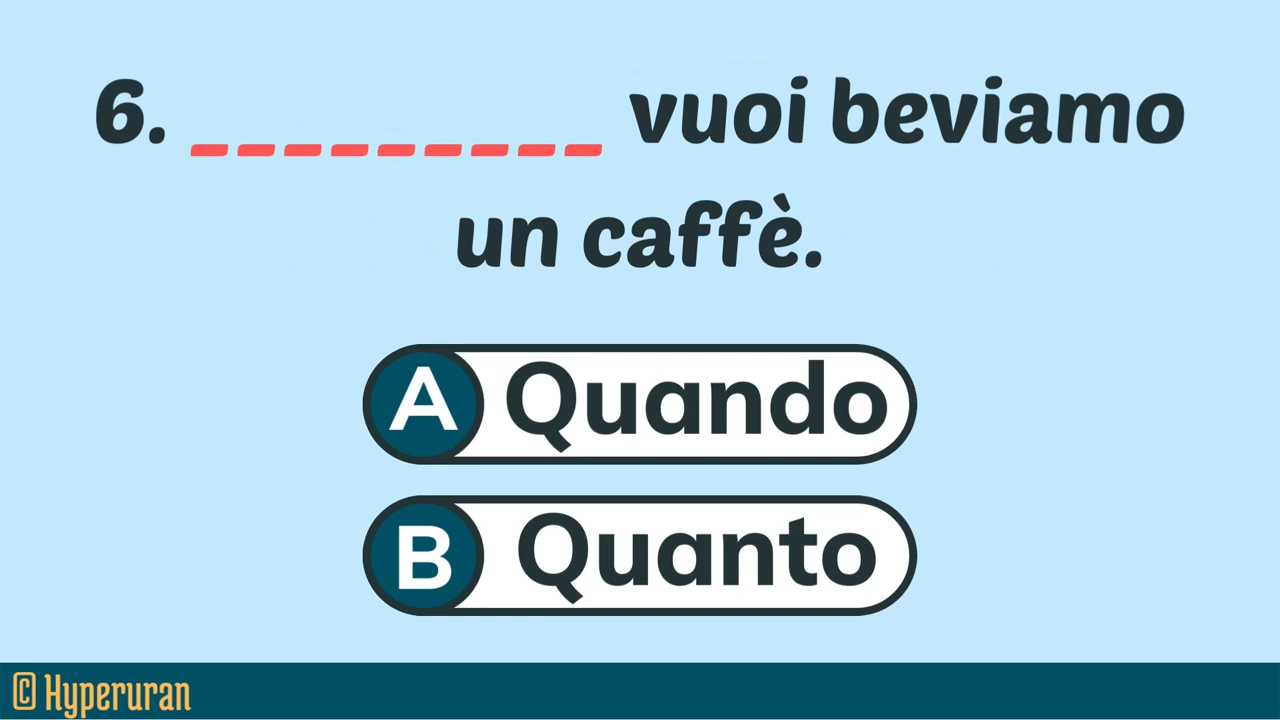 6. _________ vuoi beviamo
un caffè.
A Quando
B Quanto
© Hyperuran